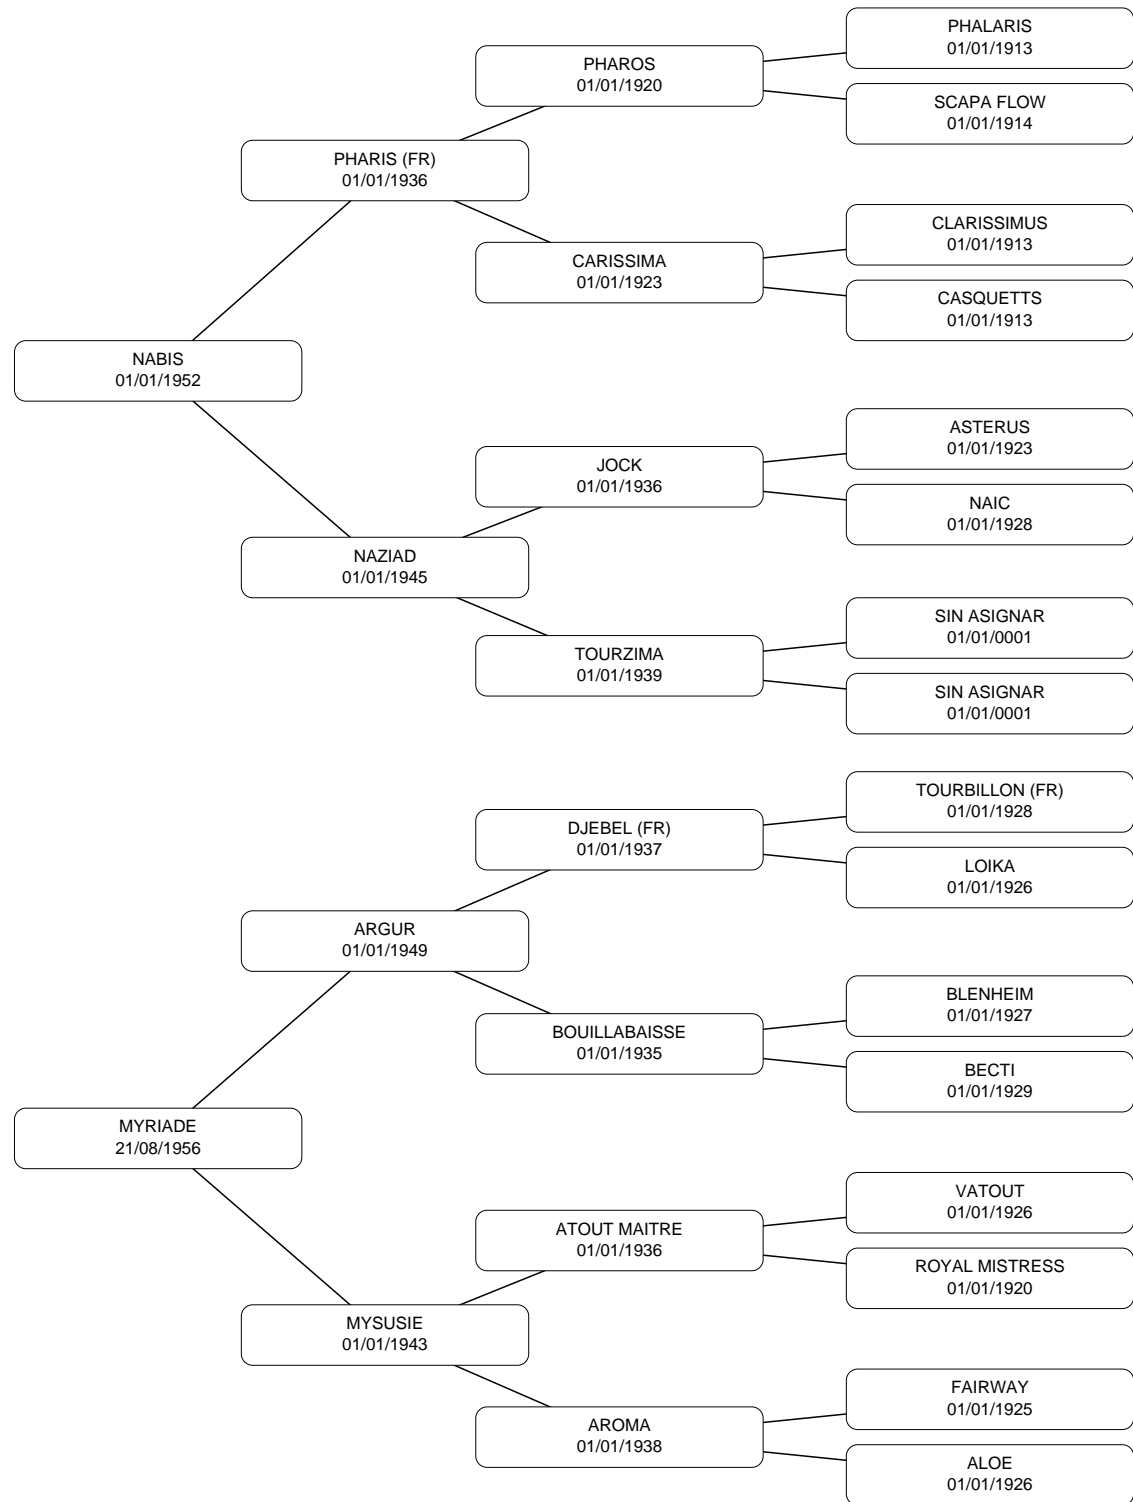 PHALARIS
01/01/1913
PHAROS
01/01/1920
SCAPA FLOW
01/01/1914
PHARIS (FR)
01/01/1936
CLARISSIMUS
01/01/1913
CARISSIMA
01/01/1923
CASQUETTS
01/01/1913
NABIS
01/01/1952
ASTERUS
01/01/1923
JOCK
01/01/1936
NAIC
01/01/1928
NAZIAD
01/01/1945
SIN ASIGNAR
01/01/0001
TOURZIMA
01/01/1939
SIN ASIGNAR
01/01/0001
TOURBILLON (FR)
01/01/1928
DJEBEL (FR)
01/01/1937
LOIKA
01/01/1926
ARGUR
01/01/1949
BLENHEIM
01/01/1927
BOUILLABAISSE
01/01/1935
BECTI
01/01/1929
MYRIADE
21/08/1956
VATOUT
01/01/1926
ATOUT MAITRE
01/01/1936
ROYAL MISTRESS
01/01/1920
MYSUSIE
01/01/1943
FAIRWAY
01/01/1925
AROMA
01/01/1938
ALOE
01/01/1926